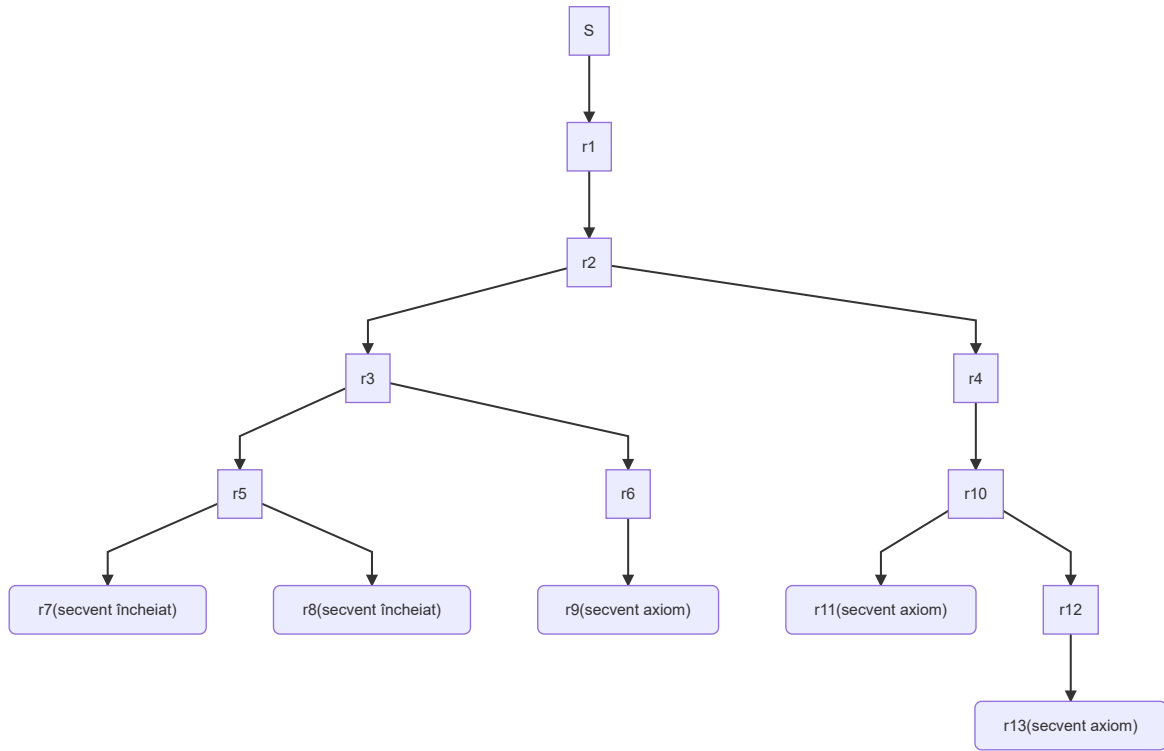 S
r1
r2
r3
r4
r5
r6
r10
r7(secvent încheiat)
r8(secvent încheiat)
r9(secvent axiom)
r11(secvent axiom)
r12
r13(secvent axiom)